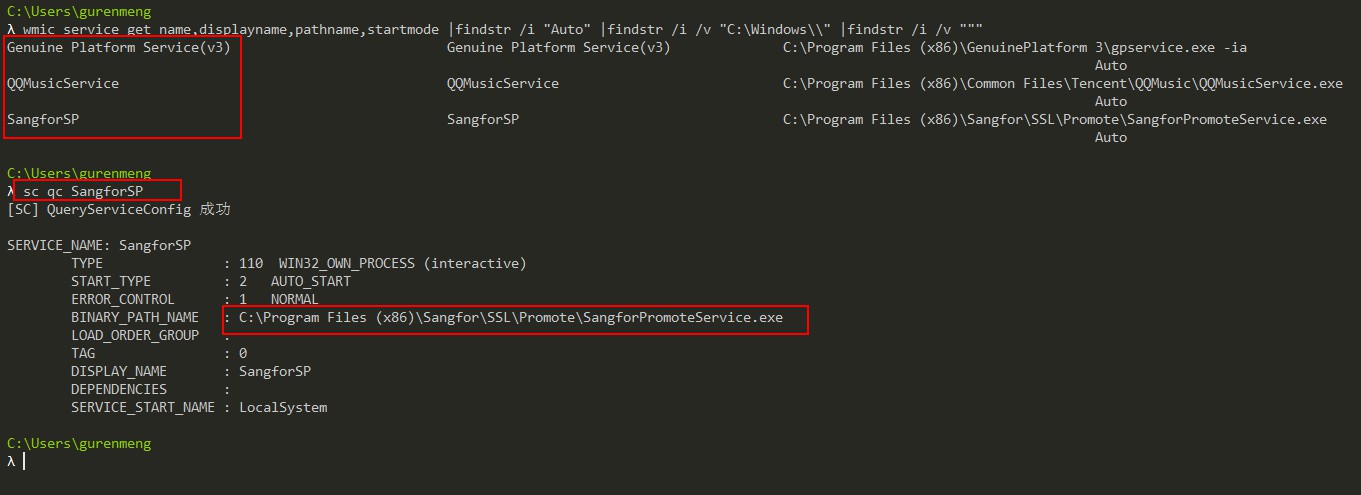 C:\Users\gurenmeng
λ wmic service get name,displayname,pathname,startmode |findstr /i "Auto" |findstr /i /v "C:\Windows\\" |findstr /i /v """
Genuine Platform Service(v3) Genuine Platform Service(v3) C:\Program Files (x86)\GenuinePlatform 3\gpservice.exe -ia
Auto
QQMusicService QQMusicService C:\Program Files (x86)\Common Files\Tencent\QQMusic\QQMusicService.exe
Auto
SangforSP SangforSP C:\Program Files (x86)\Sangfor\SSL\Promote\SangforPromoteService.exe
Auto
C:\Users\gurenmeng
λ sc qc SangforSP
[SC] QueryServiceConfig 成功
SERVICE_NAME: SangforSP
TYPE : 110 WIN32_OWN_PROCESS (interactive)
START_TYPE : 2 AUTO_START
ERROR_CONTROL : 1 NORMAL
BINARY_PATH_NAME : C:\Program Files (x86)\Sangfor\SSL\Promote\SangforPromoteService.exe
LOAD_ORDER_GROUP :
TAG : 0
DISPLAY_NAME : SangforSP
DEPENDENCIES :
SERVICE_START_NAME : LocalSystem
C:\Users\gurenmeng
λ